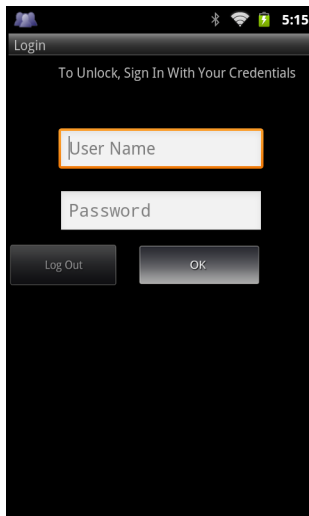 5:15
Login
To Unlock, Sign In With Your Credentials
User Name
Password
Log Out
OK